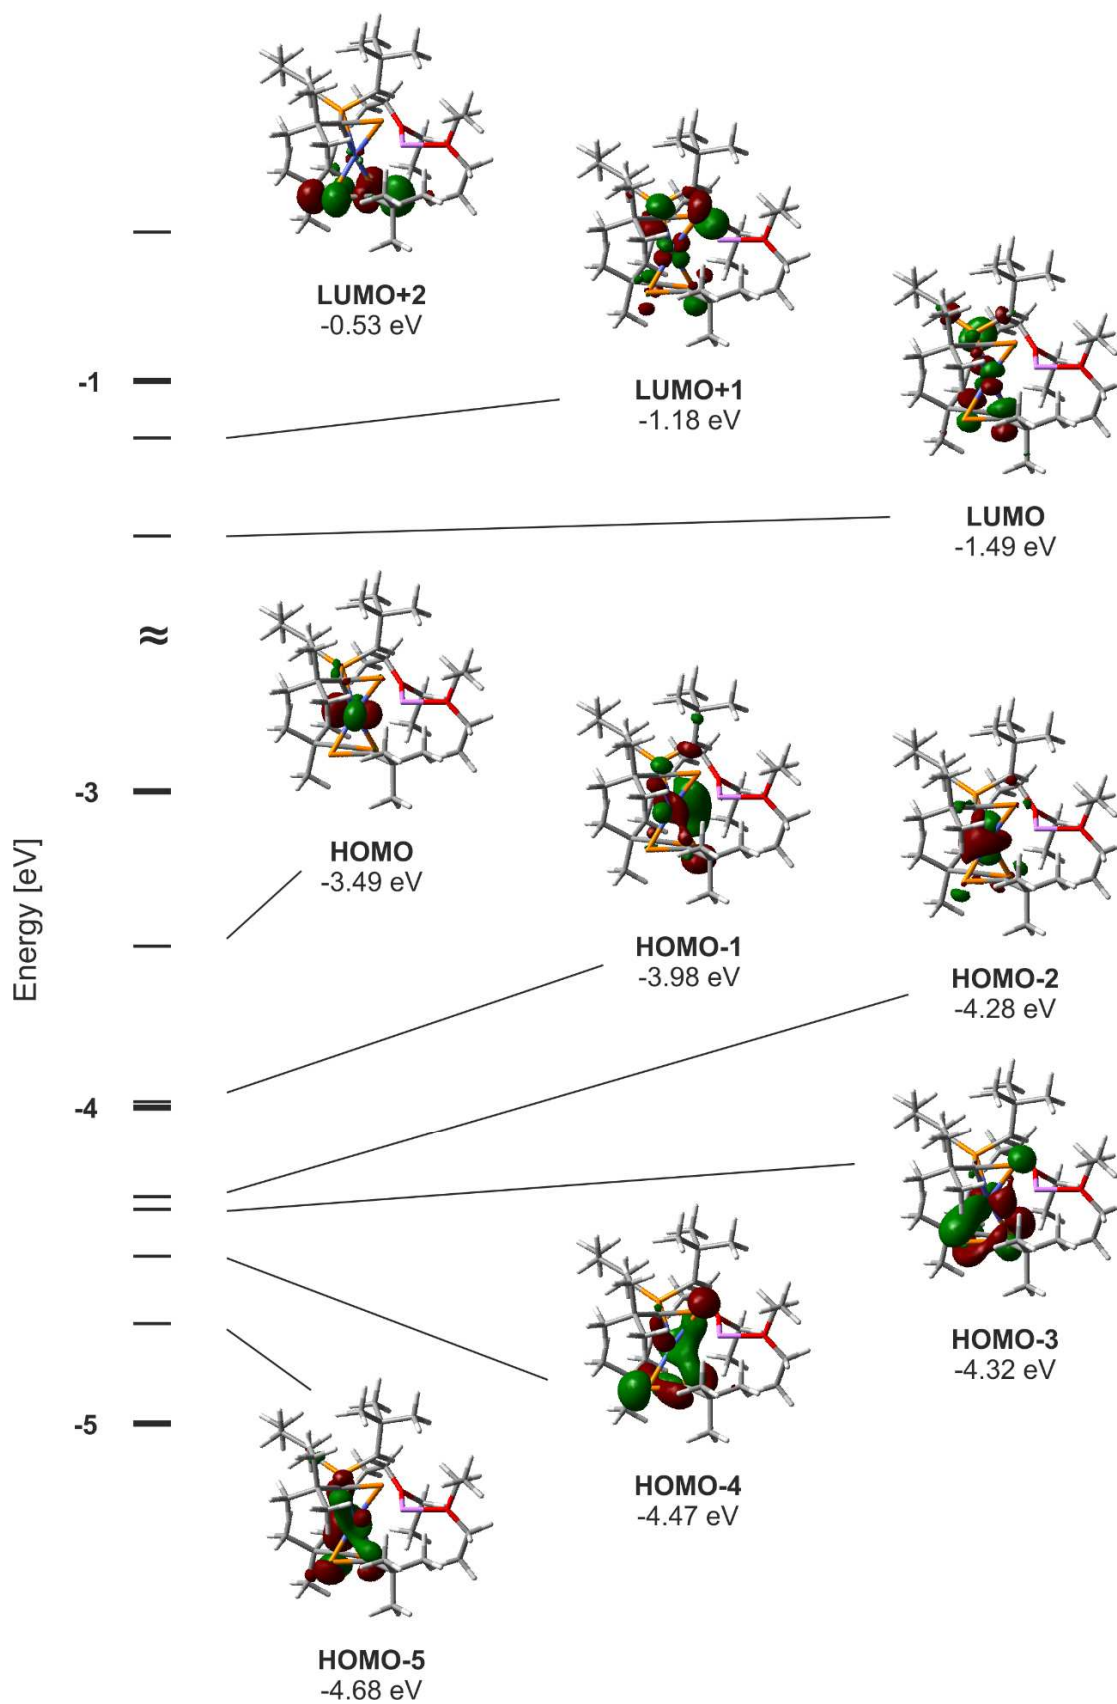 LUMO+2
-0.53 eV
LUMO+1
-1.18 eV
-1
LUMO
-1.49 eV
≈
-3
HOMO
-3.49 eV
HOMO-1
-3.98 eV
HOMO-2
-4.28 eV
Energy [eV]
-4
HOMO-3
-4.32 eV
-5
HOMO-4
-4.47 eV
HOMO-5
-4.68 eV